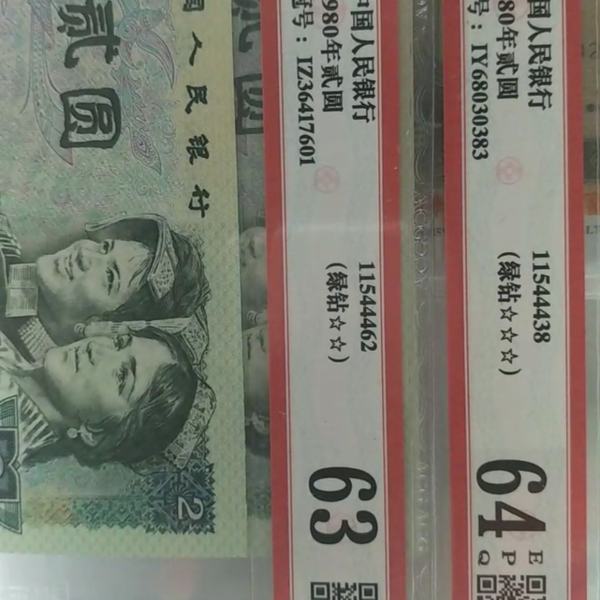 国人民银行
贰圆
2
中国人民银行
980年贰圆
号：IZ36417601
11544462
(绿钻☆☆)
63
国人民银行
980年贰圆
号：IY68030383
11544438
(绿钻☆☆☆)
64
E
P
Q